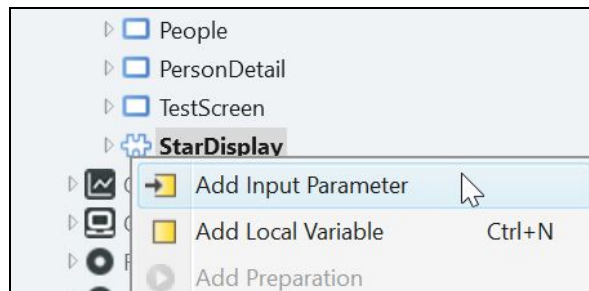 People
PersonDetail
TestScreen
StarDisplay
Add Input Parameter
Add Local Variable Ctrl+N
Add Preparation